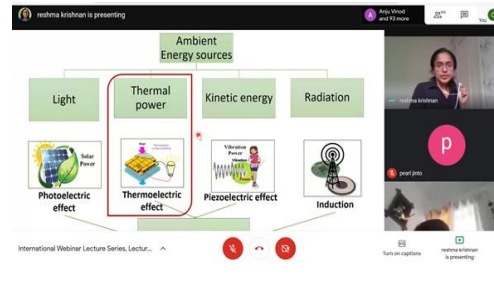 reshma krishnan is presenting
A
Anju Vinod
and 93 more
You
Ambient
Energy sources
Light
Thermal
power
Kinetic energy
Radiation
Solar
Power
Vibration
Power
Vibration
Photoelectric
effect
Thermoelectric
effect
Piezoelectric effect
Induction
reshma krishnan
P
pearl jinto
International Webinar Lecture Series, Lectur...
Turn on captions
reshma krishnan
is presenting